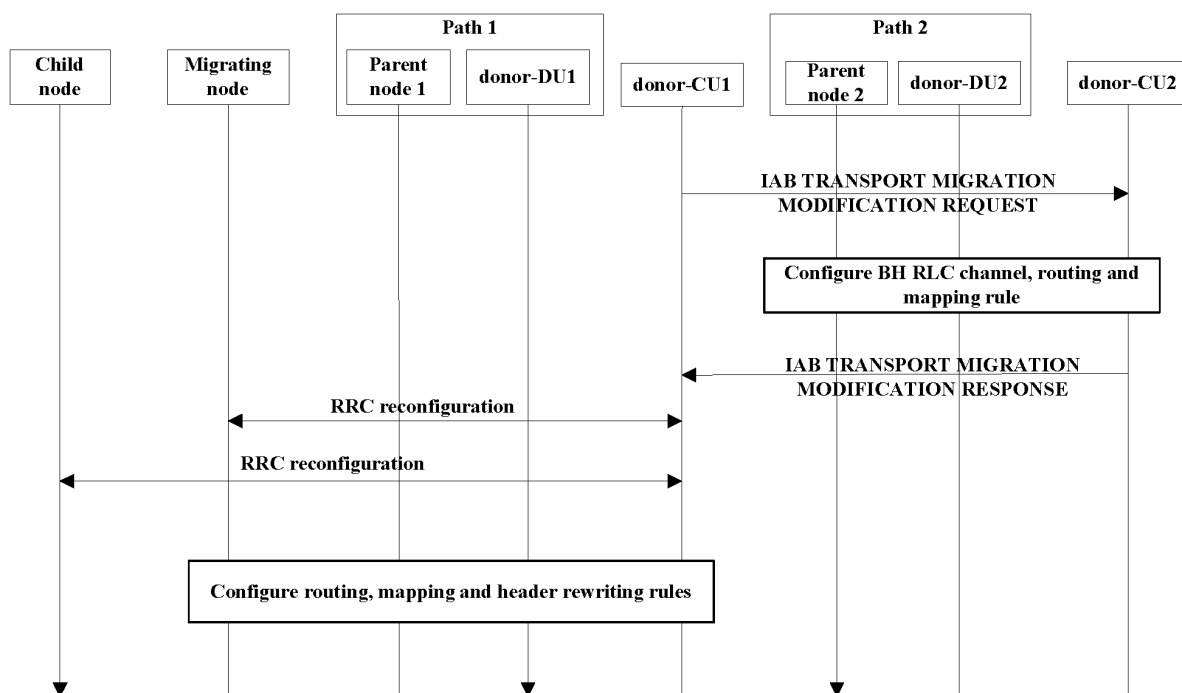 Path 1
Path 2
Child
node
Migrating
node
Parent
node 1
donor-DU1
donor-CU1
Parent
node 2
donor-DU2
donor-CU2
IAB TRANSPORT MIGRATION
MODIFICATION REQUEST
Configure BH RLC channel, routing and
mapping rule
IAB TRANSPORT MIGRATION
MODIFICATION RESPONSE
RRC reconfiguration
RRC reconfiguration
Configure routing, mapping and header rewriting rules